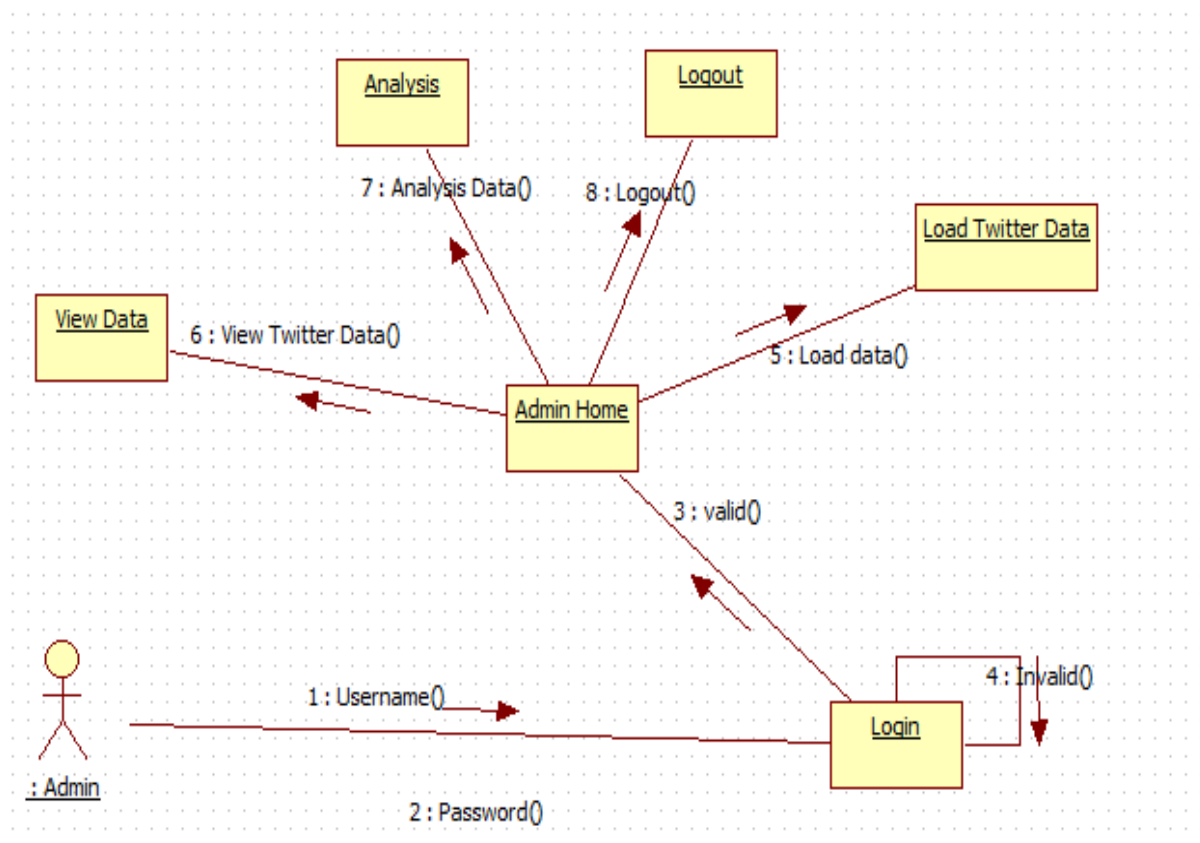 Analysis
Logout
7 : Analysis Data()
8 : Logout()
Load Twitter Data
View Data
6 : View Twitter Data()
5 : Load data()
Admin Home
3 : valid()
4 : Invalid()
1 : Username()
Login
: Admin
2 : Password()